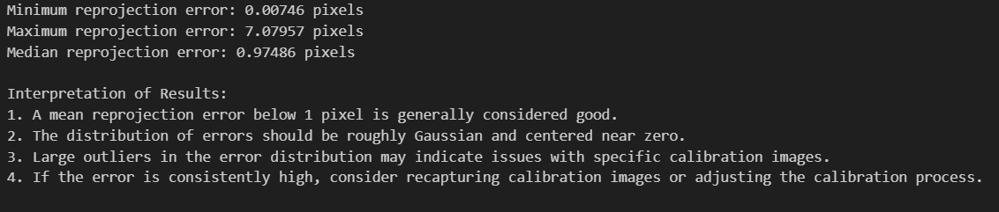 Minimum reprojection error: 0.00746 pixels
Maximum reprojection error: 7.07957 pixels
Median reprojection error: 0.97486 pixels
Interpretation of Results:
1. A mean reprojection error below 1 pixel is generally considered good.
2. The distribution of errors should be roughly Gaussian and centered near zero.
3. Large outliers in the error distribution may indicate issues with specific calibration images.
4. If the error is consistently high, consider recapturing calibration images or adjusting the calibration process.